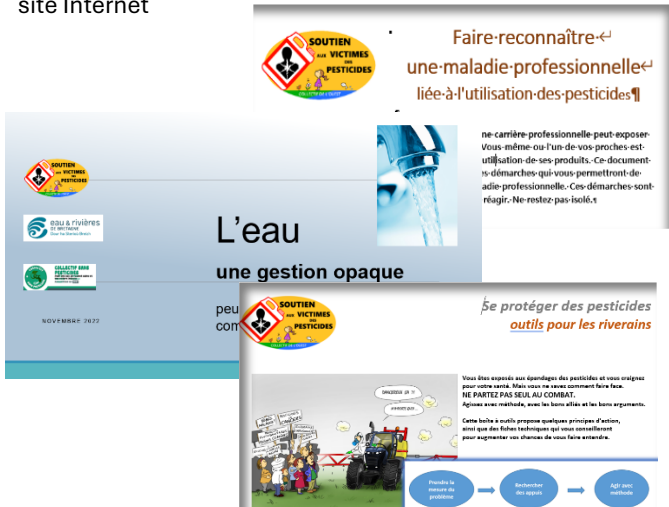 site Internet
SOUTIEN
AUX VICTIMES
DES
PESTICIDES
Faire·reconnaître·↵
une·maladie·professionnelle↵
liée·à·l'utilisation·des·pesticides¶
ne·carrière·professionnelle·peut·exposer·
Vous·même·ou·l'un·de·vos·proches·est·
utilisation·de·ses·produits.·Ce·document·
es·démarches·qui·vous·permettront·de·
adie·professionnelle.·Ces·démarches·sont·
réagir.·Ne·restez·pas·isolé.
SOUTIEN
AUX VICTIMES
DES
PESTICIDES
eau & rivières
DE BRETAGNE
COLLECTIF
PESTICIDES
NOVEMBRE 2022
L'eau
une gestion opaque
peu
com
SOUTIEN
AUX VICTIMES
DES
PESTICIDES
Se protéger des pesticides
outils pour les riverains
Vous êtes exposés aux épendages des pesticides et vous craignez
pour votre santé. Mais vous ne savez comment faire face.
NE PARTEZ PAS SEUL AU COMBAT.
Agissez avec méthode, avec les bons alliés et les bons arguments.
Cette boîte à outils propose quelques principes d'action,
ainsi que des fiches techniques qui vous conseilleront
pour augmenter vos chances de vous faire entendre.
DANGEREUX
Prendre la
mesure du
problème
Rechercher
des appuis
Agir avec
méthode